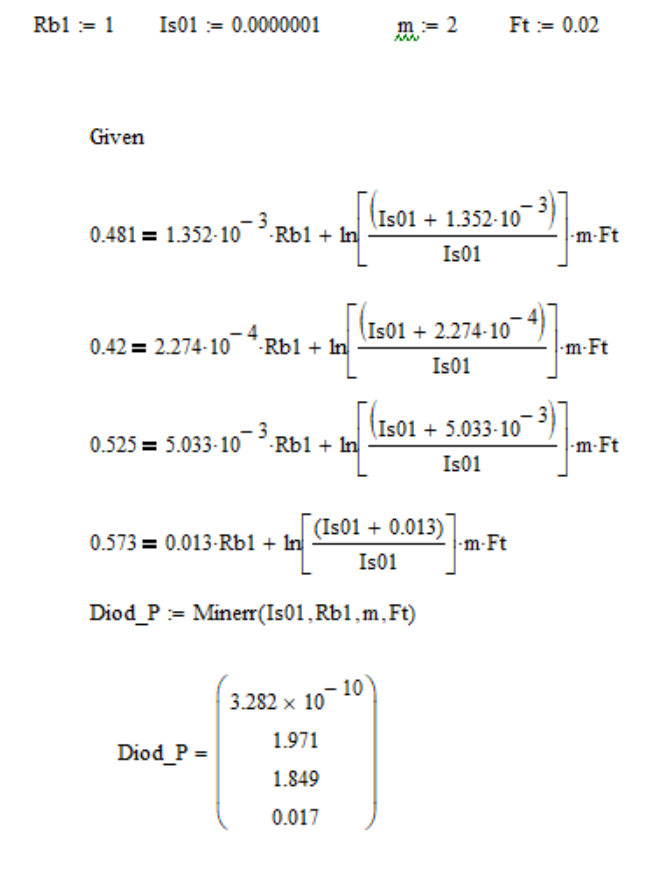 Rb1 := 1 Is01 := 0.0000001 m := 2 Ft := 0.02
Given
0.481 = 1.352·10^-3·Rb1 + ln[(Is01 + 1.352·10^-3)/Is01]·m·Ft
0.42 = 2.274·10^-4·Rb1 + ln[(Is01 + 2.274·10^-4)/Is01]·m·Ft
0.525 = 5.033·10^-3·Rb1 + ln[(Is01 + 5.033·10^-3)/Is01]·m·Ft
0.573 = 0.013·Rb1 + ln[(Is01 + 0.013)/Is01]·m·Ft
Diod_P := Minerr(Is01,Rb1,m,Ft)
3.282 × 10^-10
1.971
Diod_P =
1.849
0.017